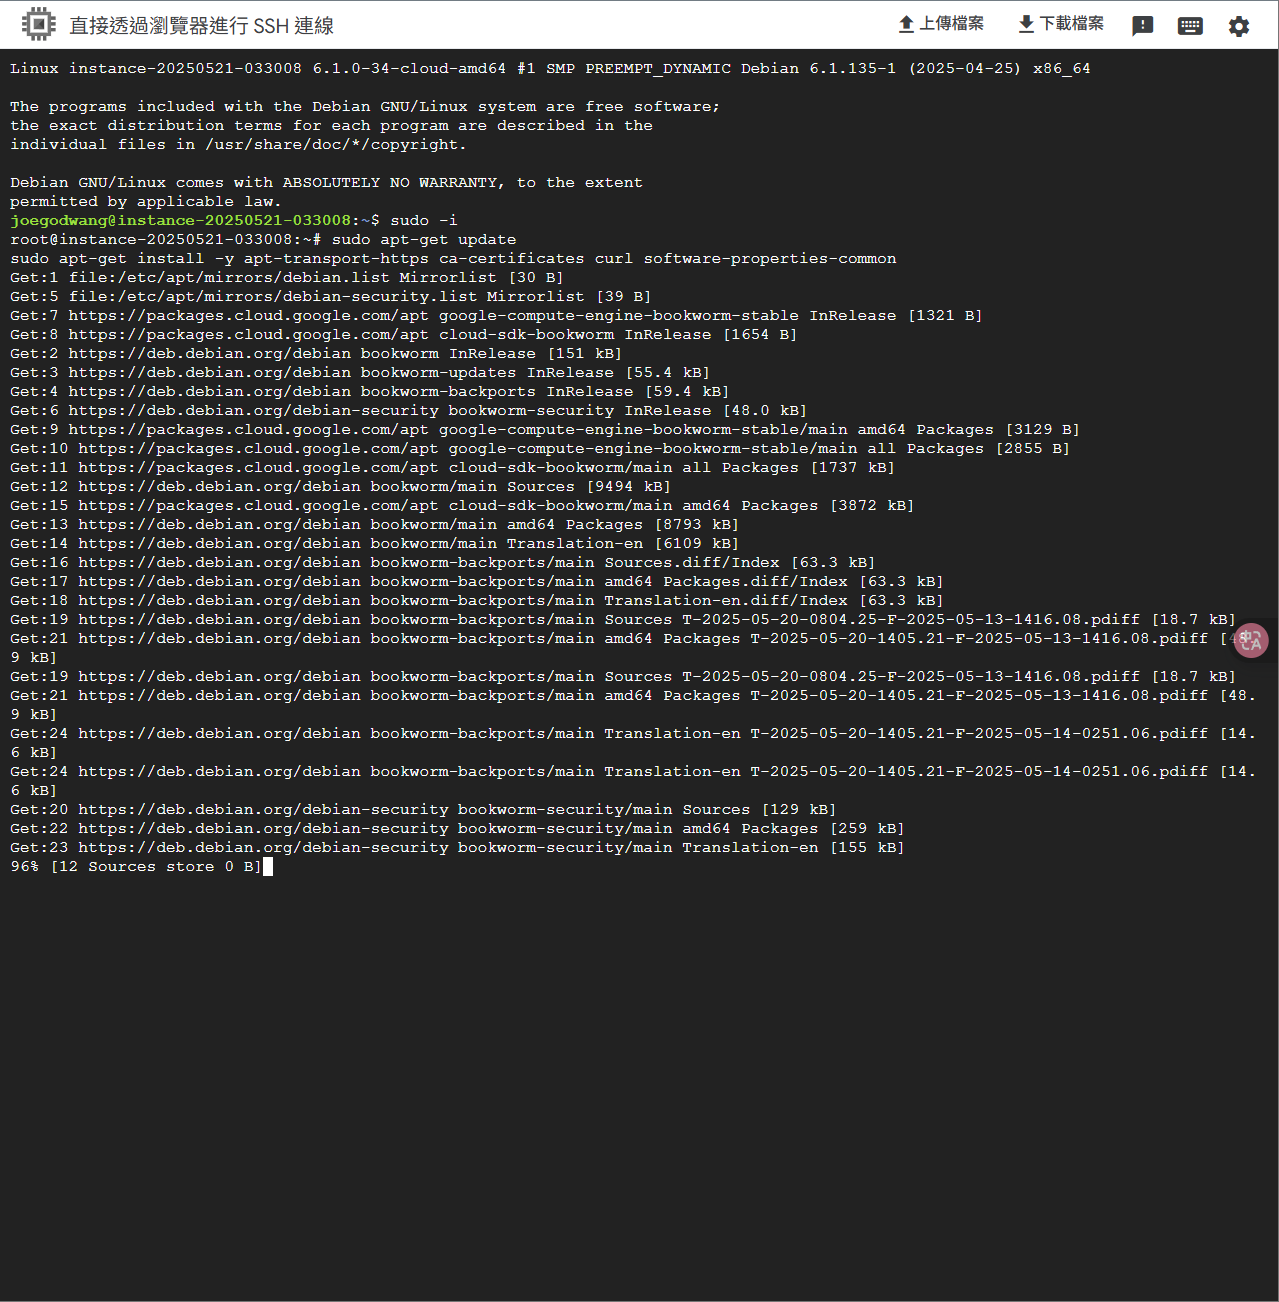 直接透過瀏覽器進行 SSH 連線
上傳檔案
下載檔案
Linux instance-20250521-033008 6.1.0-34-cloud-amd64 #1 SMP PREEMPT_DYNAMIC Debian 6.1.135-1 (2025-04-25) x86_64
The programs included with the Debian GNU/Linux system are free software;
the exact distribution terms for each program are described in the
individual files in /usr/share/doc/*/copyright.
Debian GNU/Linux comes with ABSOLUTELY NO WARRANTY, to the extent
permitted by applicable law.
joegodwang@instance-20250521-033008:~$ sudo -i
root@instance-20250521-033008:~# sudo apt-get update
sudo apt-get install -y apt-transport-https ca-certificates curl software-properties-common
Get:1 file:/etc/apt/mirrors/debian.list Mirrorlist [30 B]
Get:5 file:/etc/apt/mirrors/debian-security.list Mirrorlist [39 B]
Get:7 https://packages.cloud.google.com/apt google-compute-engine-bookworm-stable InRelease [1321 B]
Get:8 https://packages.cloud.google.com/apt cloud-sdk-bookworm InRelease [1654 B]
Get:2 https://deb.debian.org/debian bookworm InRelease [151 kB]
Get:3 https://deb.debian.org/debian bookworm-updates InRelease [55.4 kB]
Get:4 https://deb.debian.org/debian bookworm-backports InRelease [59.4 kB]
Get:6 https://deb.debian.org/debian-security bookworm-security InRelease [48.0 kB]
Get:9 https://packages.cloud.google.com/apt google-compute-engine-bookworm-stable/main amd64 Packages [3129 B]
Get:10 https://packages.cloud.google.com/apt google-compute-engine-bookworm-stable/main all Packages [2855 B]
Get:11 https://packages.cloud.google.com/apt cloud-sdk-bookworm/main all Packages [1737 kB]
Get:12 https://deb.debian.org/debian bookworm/main Sources [9494 kB]
Get:15 https://packages.cloud.google.com/apt cloud-sdk-bookworm/main amd64 Packages [3872 kB]
Get:13 https://deb.debian.org/debian bookworm/main amd64 Packages [8793 kB]
Get:14 https://deb.debian.org/debian bookworm/main Translation-en [6109 kB]
Get:16 https://deb.debian.org/debian bookworm-backports/main Sources.diff/Index [63.3 kB]
Get:17 https://deb.debian.org/debian bookworm-backports/main amd64 Packages.diff/Index [63.3 kB]
Get:18 https://deb.debian.org/debian bookworm-backports/main Translation-en.diff/Index [63.3 kB]
Get:19 https://deb.debian.org/debian bookworm-backports/main Sources T-2025-05-20-0804.25-F-2025-05-13-1416.08.pdiff [18.7 kB]
Get:21 https://deb.debian.org/debian bookworm-backports/main amd64 Packages T-2025-05-20-1405.21-F-2025-05-13-1416.08.pdiff [
9 kB]
Get:19 https://deb.debian.org/debian bookworm-backports/main Sources T-2025-05-20-0804.25-F-2025-05-13-1416.08.pdiff [18.7 kB]
Get:21 https://deb.debian.org/debian bookworm-backports/main amd64 Packages T-2025-05-20-1405.21-F-2025-05-13-1416.08.pdiff [48.
9 kB]
Get:24 https://deb.debian.org/debian bookworm-backports/main Translation-en T-2025-05-20-1405.21-F-2025-05-14-0251.06.pdiff [14.
6 kB]
Get:24 https://deb.debian.org/debian bookworm-backports/main Translation-en T-2025-05-20-1405.21-F-2025-05-14-0251.06.pdiff [14.
6 kB]
Get:20 https://deb.debian.org/debian-security bookworm-security/main Sources [129 kB]
Get:22 https://deb.debian.org/debian-security bookworm-security/main amd64 Packages [259 kB]
Get:23 https://deb.debian.org/debian-security bookworm-security/main Translation-en [155 kB]
96% [12 Sources store 0 B]